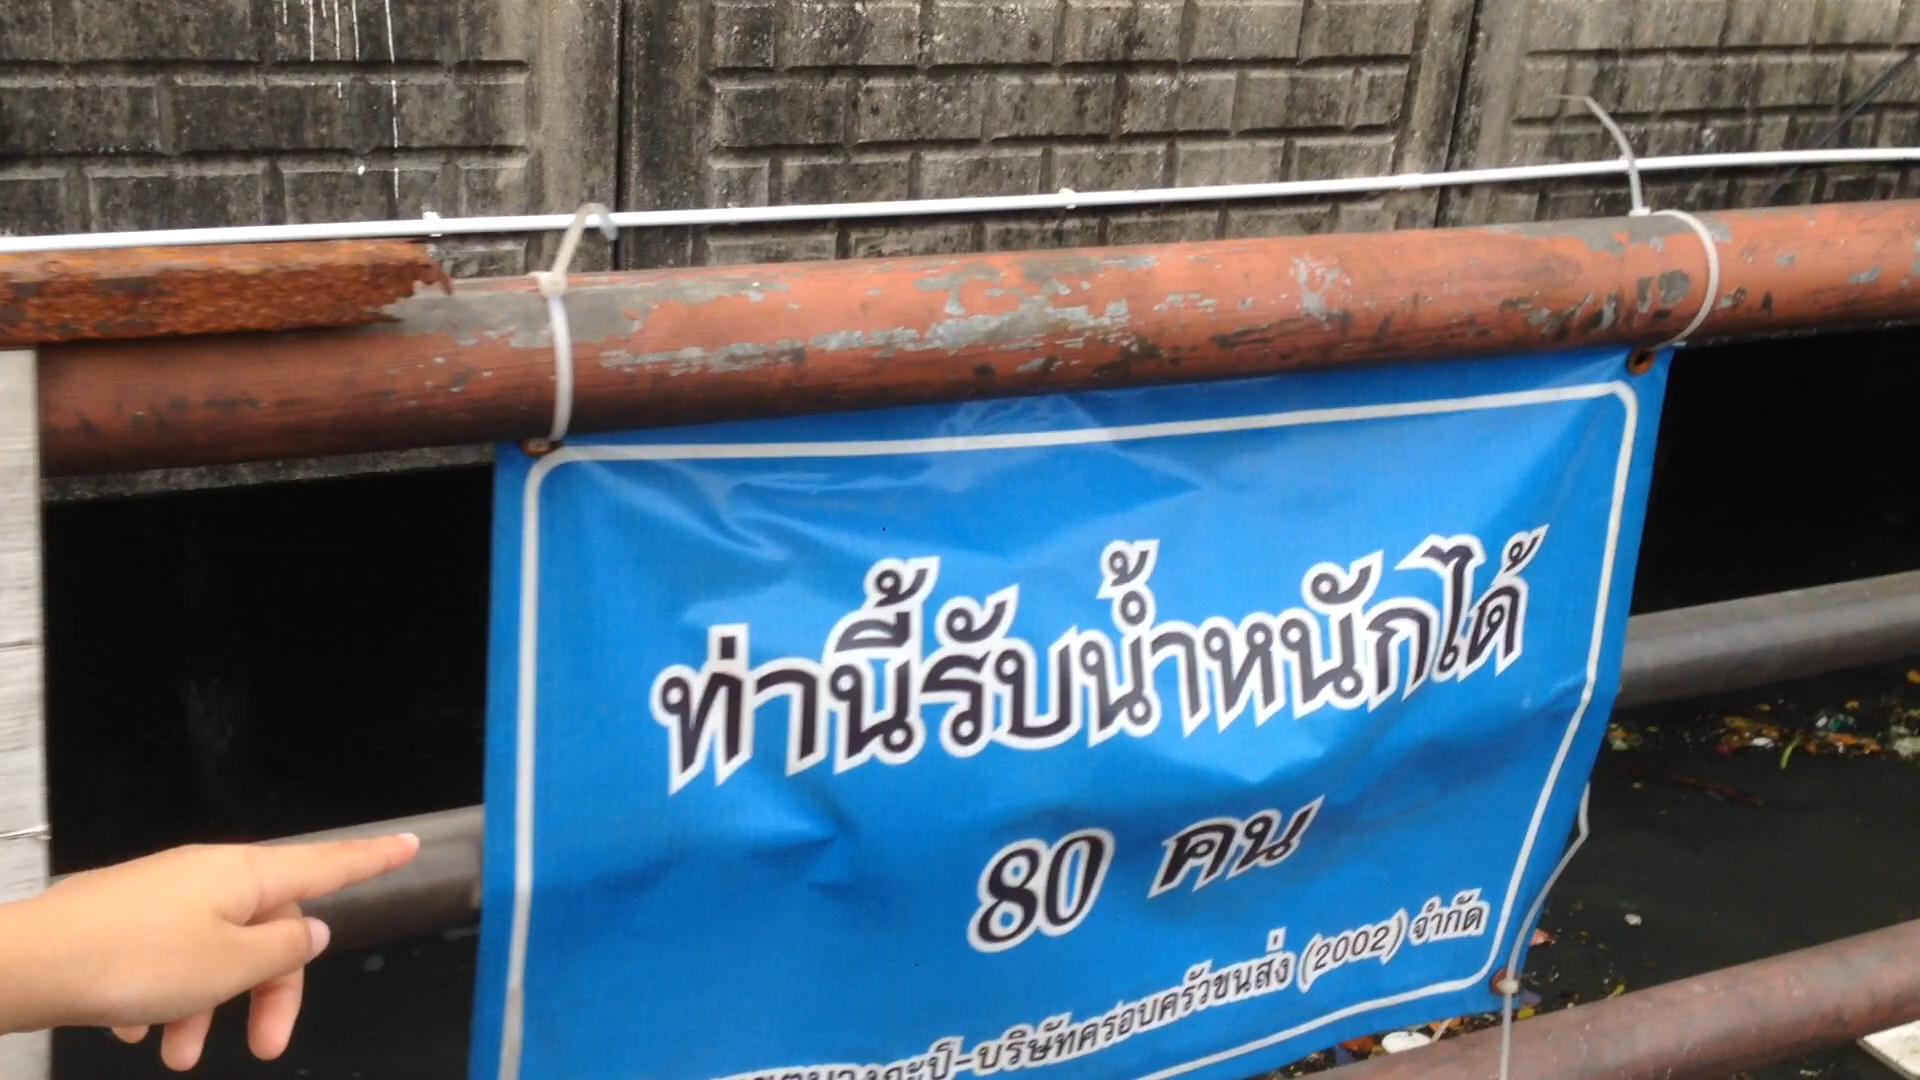 ท่านี้รับน้ำหนักได้
80 คน
บางกะปิ-บริษัทครอบครัวขนส่ง (2002) จำกัด